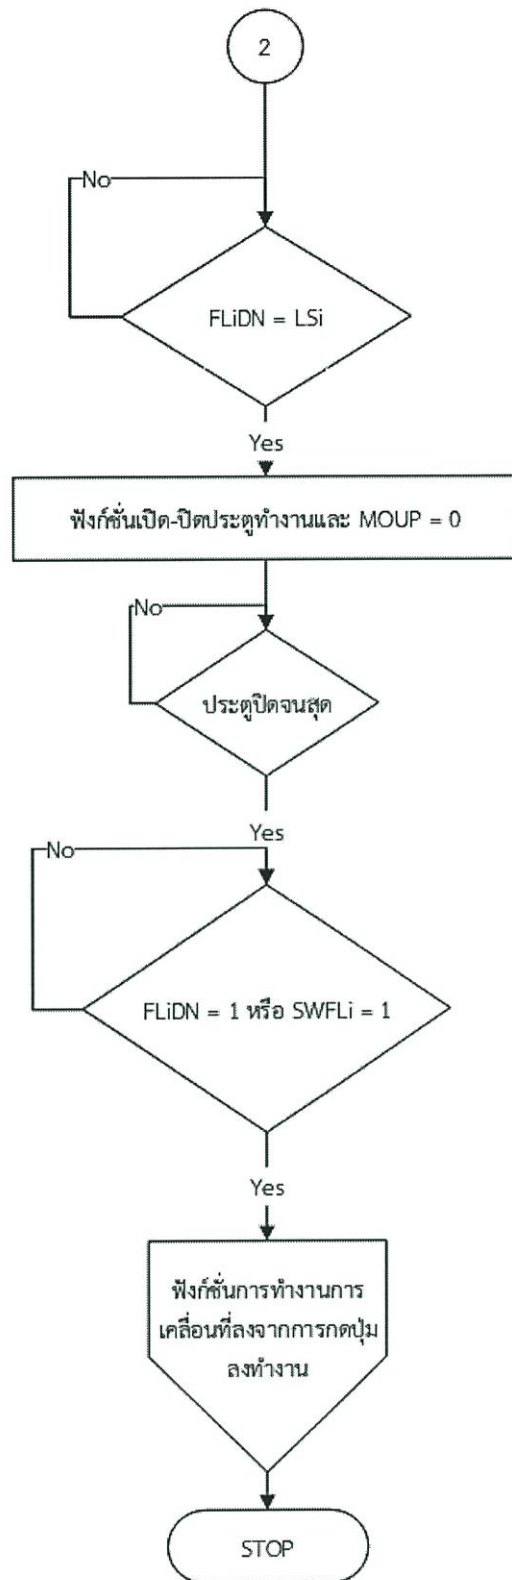 2
No
FLiDN = LSi
Yes
ฟังก์ชั่นเปิด-ปิดประตูทำงานและ MOUP = 0
No
ประตูปิดจนสุด
Yes
No
FLiDN = 1 หรือ SWFLi = 1
Yes
ฟังก์ชั่นการทำงานการ
เคลื่อนที่ลงจากการกดปุ่ม
ลงทำงาน
STOP